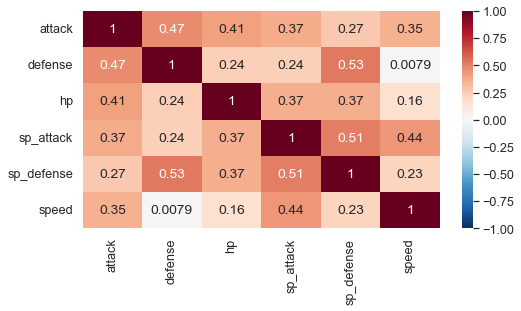 attack 1 0.47 0.41 0.37 0.27 0.35
defense 0.47 1 0.24 0.24 0.53 0.0079
hp 0.41 0.24 1 0.37 0.37 0.16
sp_attack 0.37 0.24 0.37 1 0.51 0.44
sp_defense 0.27 0.53 0.37 0.51 1 0.23
speed 0.35 0.0079 0.16 0.44 0.23 1
attack
defense
hp
sp_attack
sp_defense
speed
1.00
0.75
0.50
0.25
0.00
−0.25
−0.50
−0.75
−1.00